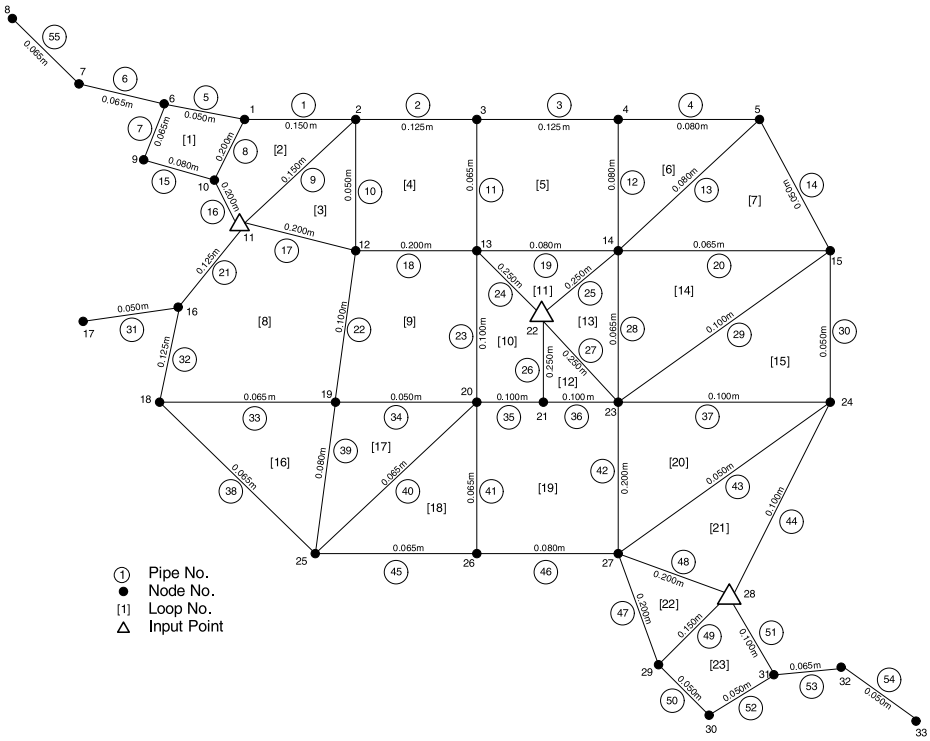 8
55
0.065m
7
6
0.065m
6
5
0.050m
1
1
0.150m
2
2
0.125m
3
3
0.125m
4
4
0.080m
5
7
0.065m
[1]
8
0.200m
[2]
9
0.150m
10
0.050m
[4]
11
0.065m
[5]
12
0.080m
[6]
13
0.080m
[7]
14
0.050m
9
15
0.080m
10
16
0.200m
11
[3]
17
0.200m
12
0.200m
18
13
0.080m
19
14
0.065m
20
15
21
0.125m
16
0.050m
31
17
32
0.125m
[8]
22
0.100m
[9]
23
0.100m
24
0.250m
[11]
25
0.250m
22
[10]
[13]
26
0.250m
27
0.250m
[12]
28
0.065m
[14]
29
0.100m
30
0.050m
[15]
18
0.065m
33
19
0.050m
34
20
0.100m
35
21
0.100m
36
23
0.100m
37
24
38
0.065m
[16]
39
0.080m
[17]
40
0.065m
[18]
41
0.065m
[19]
42
0.200m
[20]
43
0.050m
[21]
44
0.100m
25
0.065m
45
26
0.080m
46
27
48
0.200m
28
47
0.200m
[22]
49
0.150m
51
0.100m
29
[23]
50
0.050m
30
52
0.050m
31
0.065m
53
32
54
0.050m
33
1 Pipe No.
Node No.
[1] Loop No.
Input Point